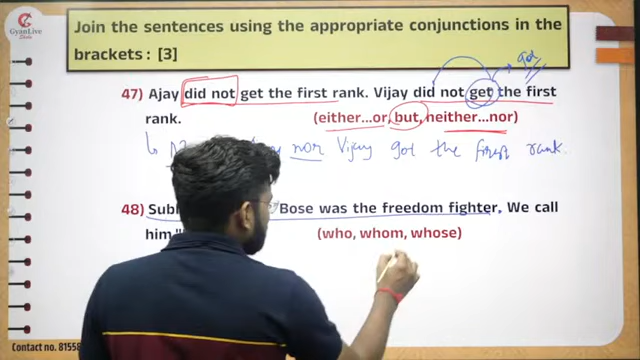 GyanLive
Join the sentences using the appropriate conjunctions in the
brackets : [3]
47) Ajay did not get the first rank. Vijay did not get the first
rank. (either...or, but, neither...nor)
got
nor Vijay got the first rank.
48) Bose was the freedom fighter, We call
him (who, whom, whose)
Contact no. 8155